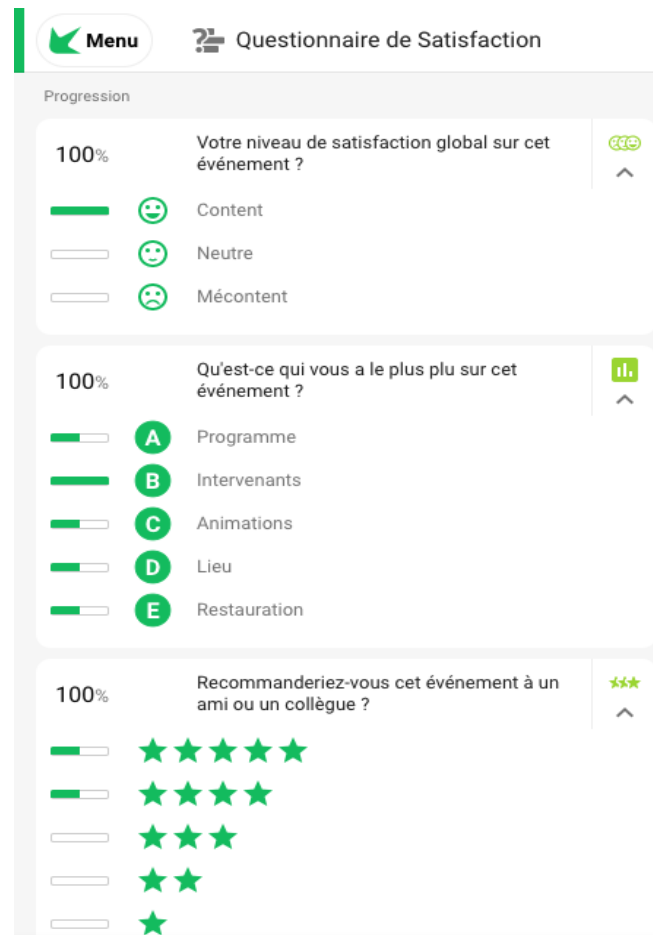 Menu
Questionnaire de Satisfaction
Progression
100%
Votre niveau de satisfaction global sur cet
événement ?
Content
Neutre
Mécontent
100%
Qu'est-ce qui vous a le plus plu sur cet
événement ?
A Programme
B Intervenants
C Animations
D Lieu
E Restauration
100%
Recommanderiez-vous cet événement à un
ami ou un collègue ?